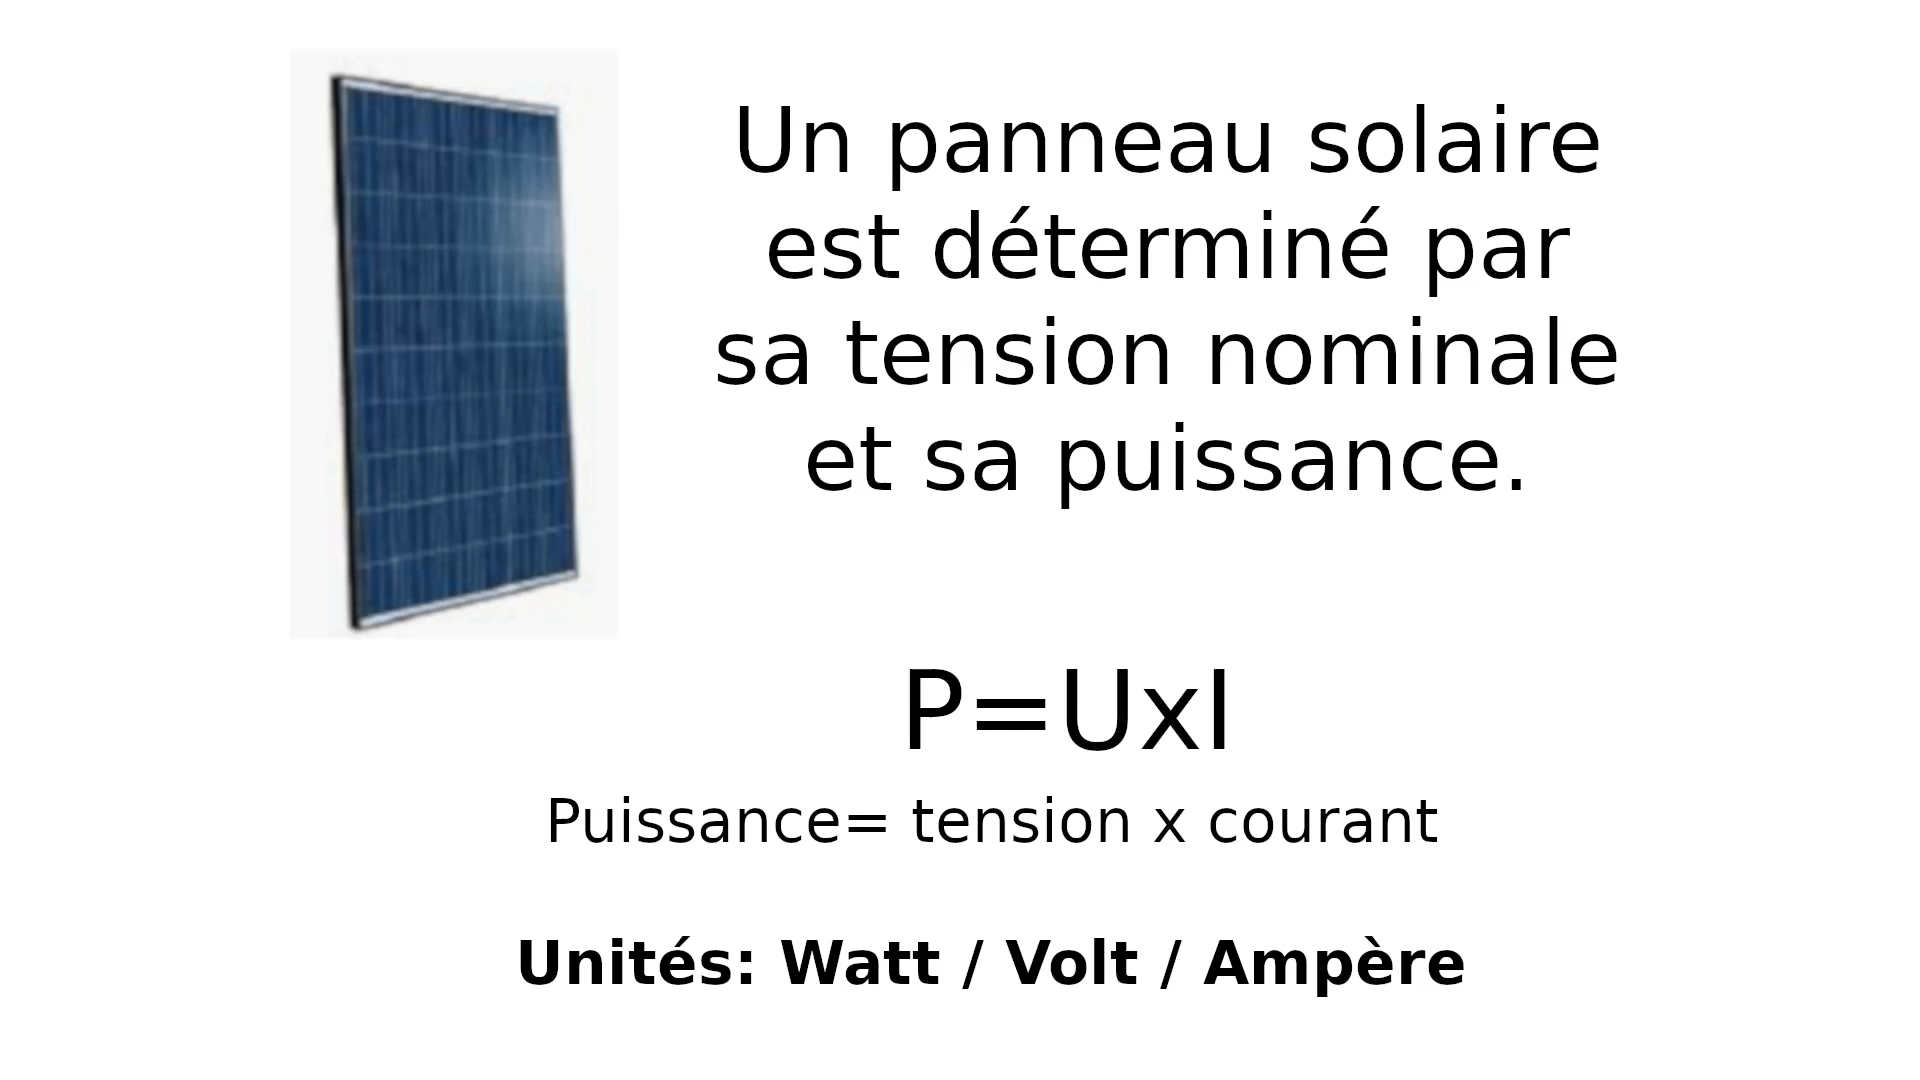 Un panneau solaire
est déterminé par
sa tension nominale
et sa puissance.
P=UxI
Puissance= tension x courant
Unités: Watt / Volt / Ampère